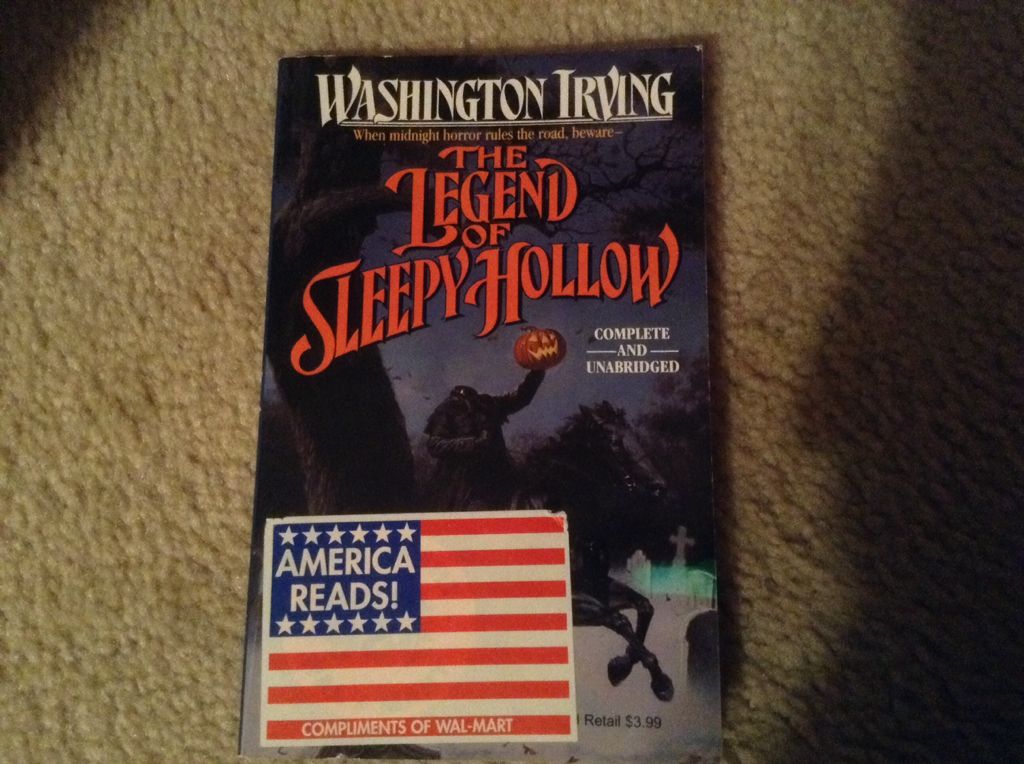 WASHINGTON IRVING
When midnight horror rules the road, beware—
THE
LEGEND
OF
SLEEPY HOLLOW
COMPLETE
AND
UNABRIDGED
AMERICA
READS!
COMPLIMENTS OF WAL-MART
Retail $3.99